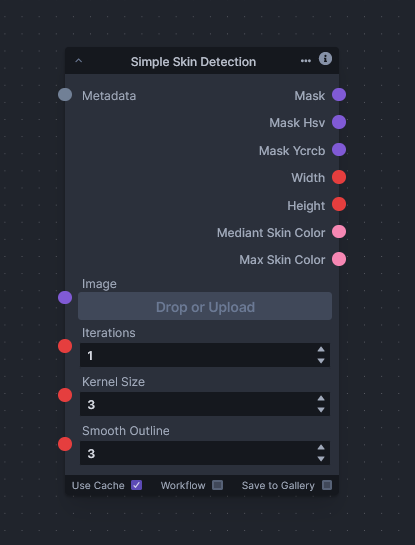 Simple Skin Detection
Metadata Mask
Mask Hsv
Mask Ycrcb
Width
Height
Mediant Skin Color
Max Skin Color
Image
Drop or Upload
Iterations
1
Kernel Size
3
Smooth Outline
3
Use Cache Workflow Save to Gallery